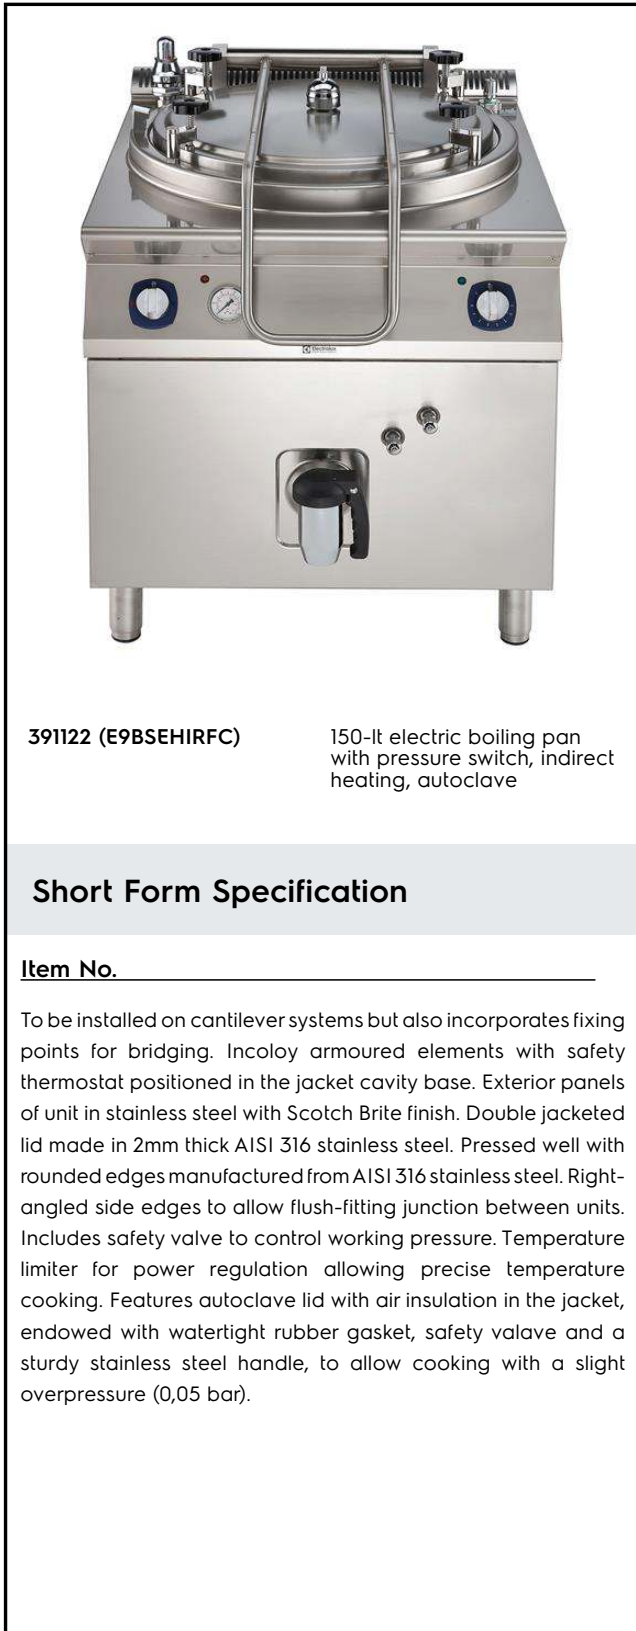 Electrolux
391122 (E9BSEHIRFC)
150-lt electric boiling pan
with pressure switch, indirect
heating, autoclave
Short Form Specification
Item No.
To be installed on cantilever systems but also incorporates fixing
points for bridging. Incoloy armoured elements with safety
thermostat positioned in the jacket cavity base. Exterior panels
of unit in stainless steel with Scotch Brite finish. Double jacketed
lid made in 2mm thick AISI 316 stainless steel. Pressed well with
rounded edges manufactured from AISI 316 stainless steel. Right-
angled side edges to allow flush-fitting junction between units.
Includes safety valve to control working pressure. Temperature
limiter for power regulation allowing precise temperature
cooking. Features autoclave lid with air insulation in the jacket,
endowed with watertight rubber gasket, safety valave and a
sturdy stainless steel handle, to allow cooking with a slight
overpressure (0,05 bar).